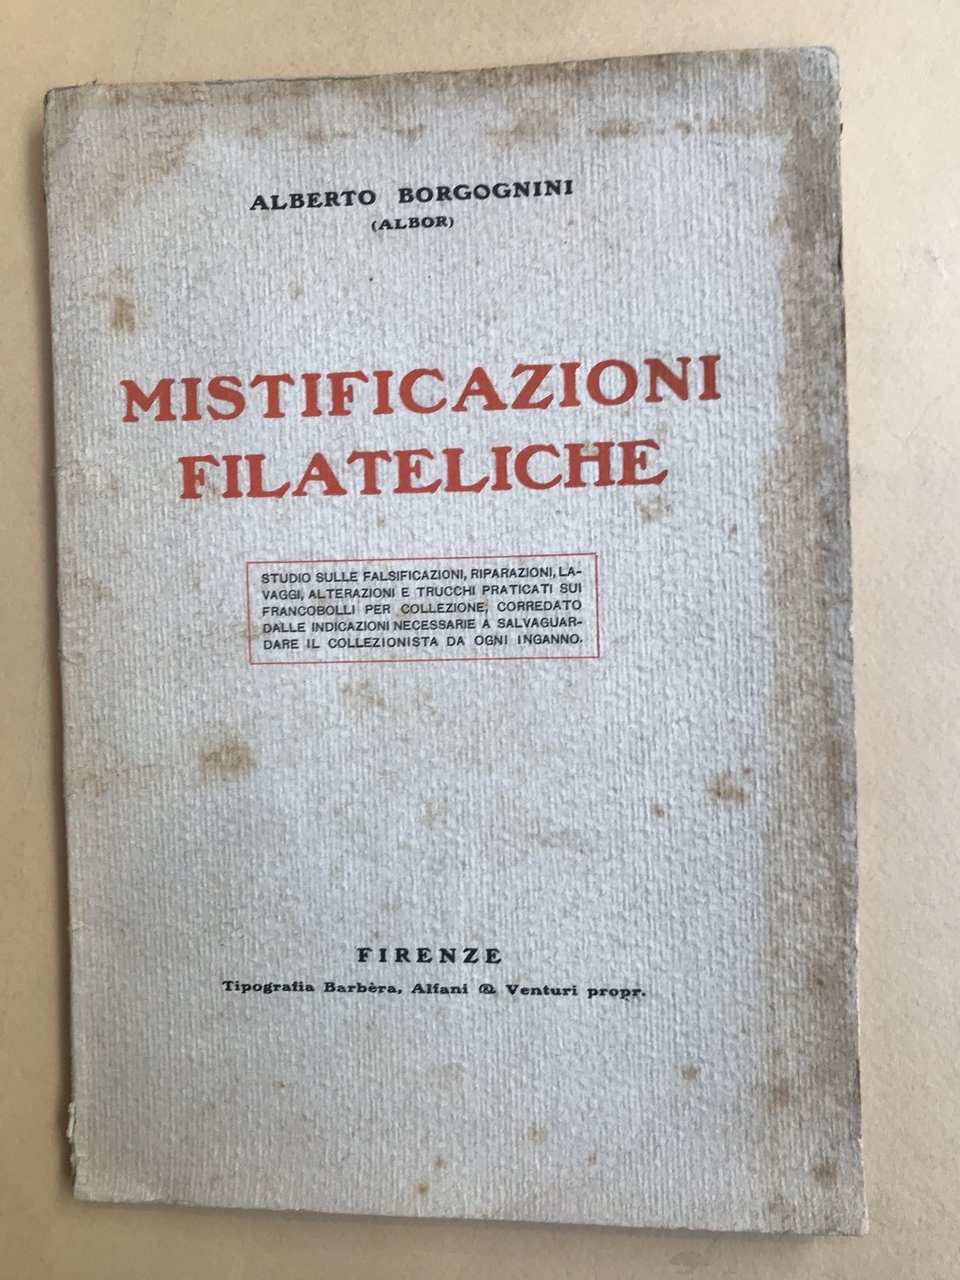 ALBERTO BORGOGNINI
(ALBOR)
MISTIFICAZIONI
FILATELICHE
STUDIO SULLE FALSIFICAZIONI, RIPARAZIONI, LA-
VAGGI, ALTERAZIONI E TRUCCHI PRATICATI SUI
FRANCOBOLLI PER COLLEZIONE, CORREDATO
DALLE INDICAZIONI NECESSARIE A SALVAGUAR-
DARE IL COLLEZIONISTA DA OGNI INGANNO.
FIRENZE
Tipografia Barbèra, Alfani & Venturi propr.